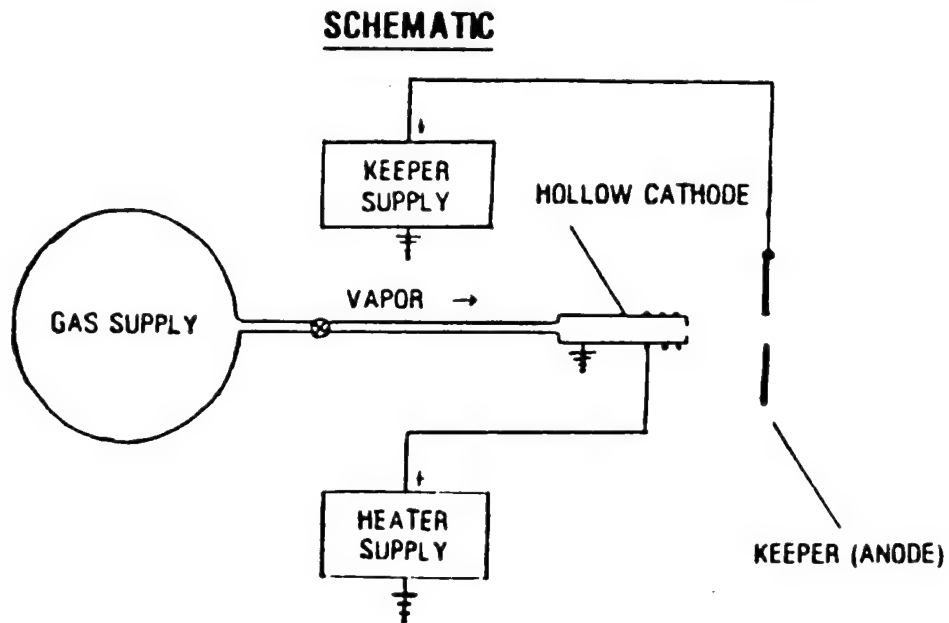 SCHEMATIC
+
KEEPER
SUPPLY
HOLLOW CATHODE
VAPOR →
GAS SUPPLY
+
HEATER
SUPPLY
KEEPER (ANODE)